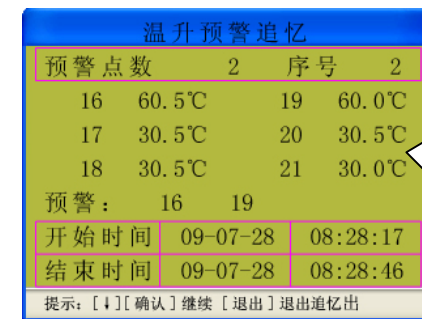 温升预警追忆
预警点数 2 序号 2
16 60.5℃ 19 60.0℃
17 30.5℃ 20 30.5℃
18 30.5℃ 21 30.0℃
预警： 16 19
开始时间 09-07-28 08:28:17
结束时间 09-07-28 08:28:46
提示：[↓][确认]继续 [退出]退出追忆出